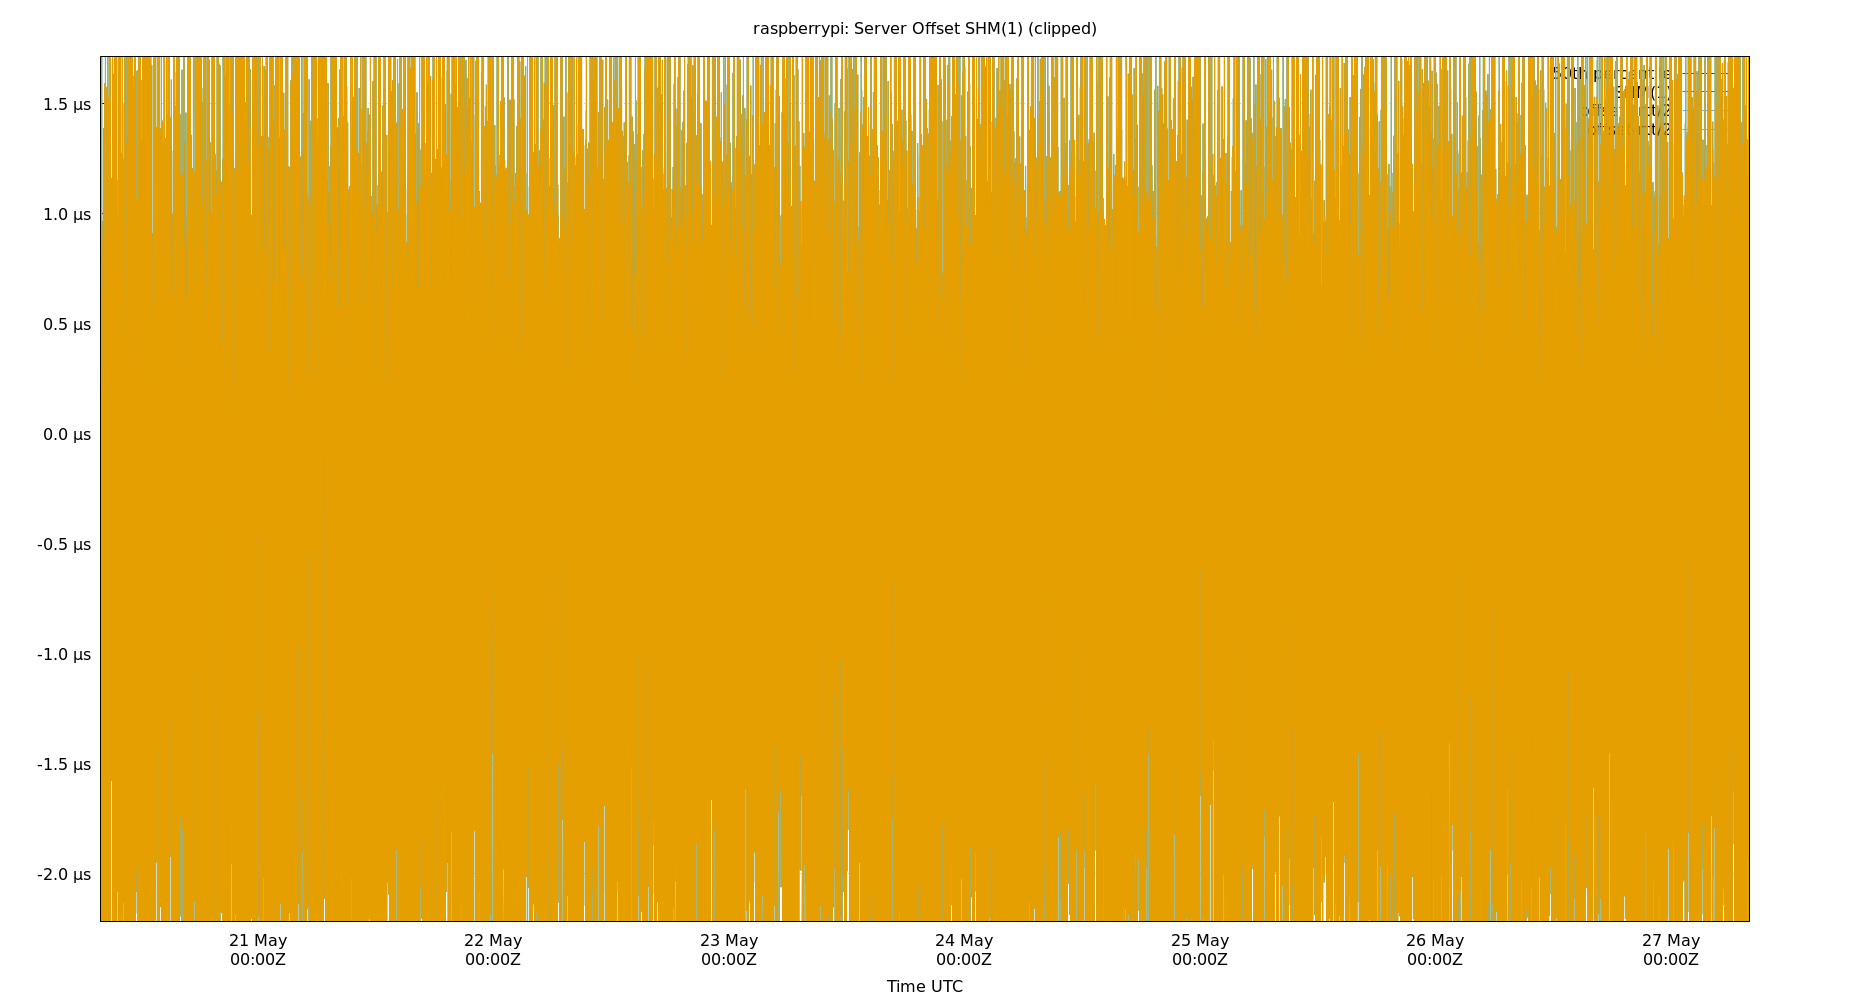 raspberrypi: Server Offset SHM(1) (clipped)
1.5 µs
1.0 µs
0.5 µs
0.0 µs
-0.5 µs
-1.0 µs
-1.5 µs
-2.0 µs
21 May
00:00Z
22 May
00:00Z
23 May
00:00Z
24 May
00:00Z
25 May
00:00Z
26 May
00:00Z
27 May
00:00Z
Time UTC